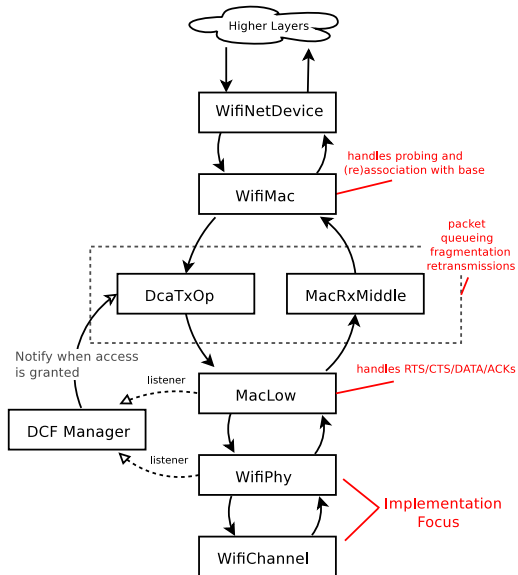 Higher Layers
WifiNetDevice
handles probing and
(re)association with base
WifiMac
packet
queueing
fragmentation
retransmissions
DcaTxOp
MacRxMiddle
Notify when access
is granted
handles RTS/CTS/DATA/ACKs
listener
MacLow
DCF Manager
listener
WifiPhy
Implementation
Focus
WifiChannel